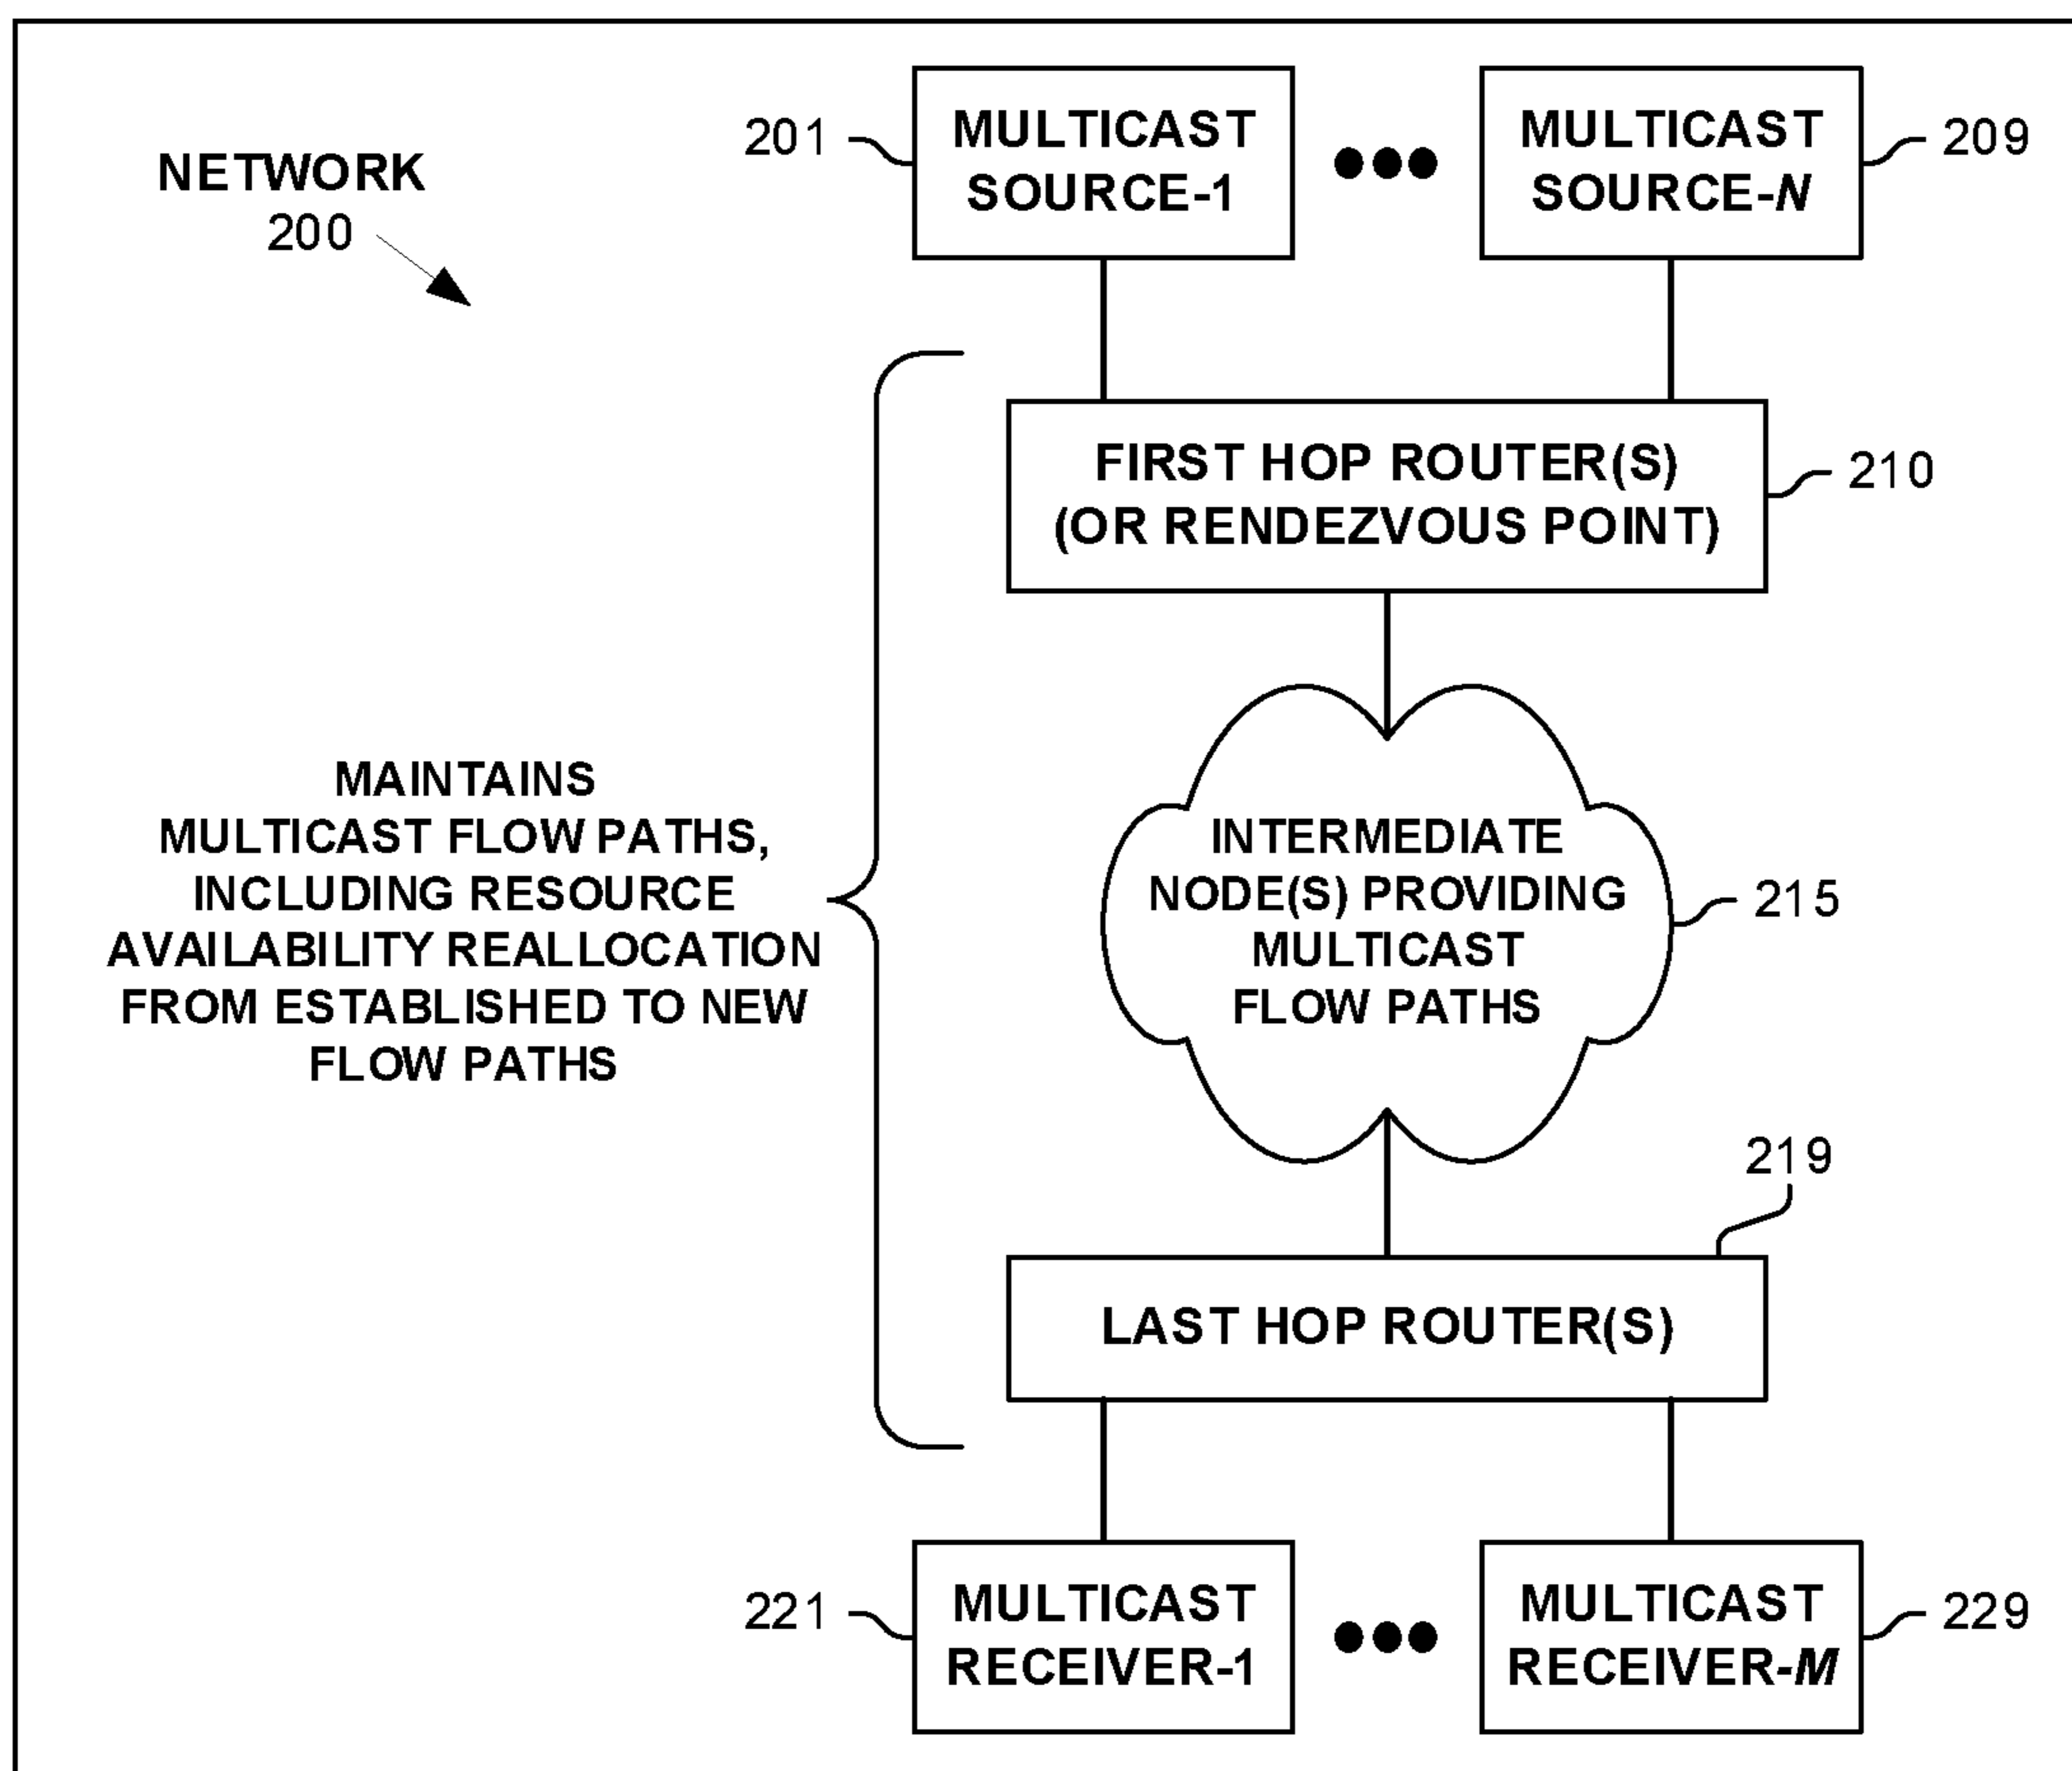 NETWORK
200
201
MULTICAST
SOURCE-1
MULTICAST
SOURCE-N
209
FIRST HOP ROUTER(S)
(OR RENDEZVOUS POINT)
210
MAINTAINS
MULTICAST FLOW PATHS,
INCLUDING RESOURCE
AVAILABILITY REALLOCATION
FROM ESTABLISHED TO NEW
FLOW PATHS
INTERMEDIATE
NODE(S) PROVIDING
MULTICAST
FLOW PATHS
215
219
LAST HOP ROUTER(S)
221
MULTICAST
RECEIVER-1
MULTICAST
RECEIVER-M
229